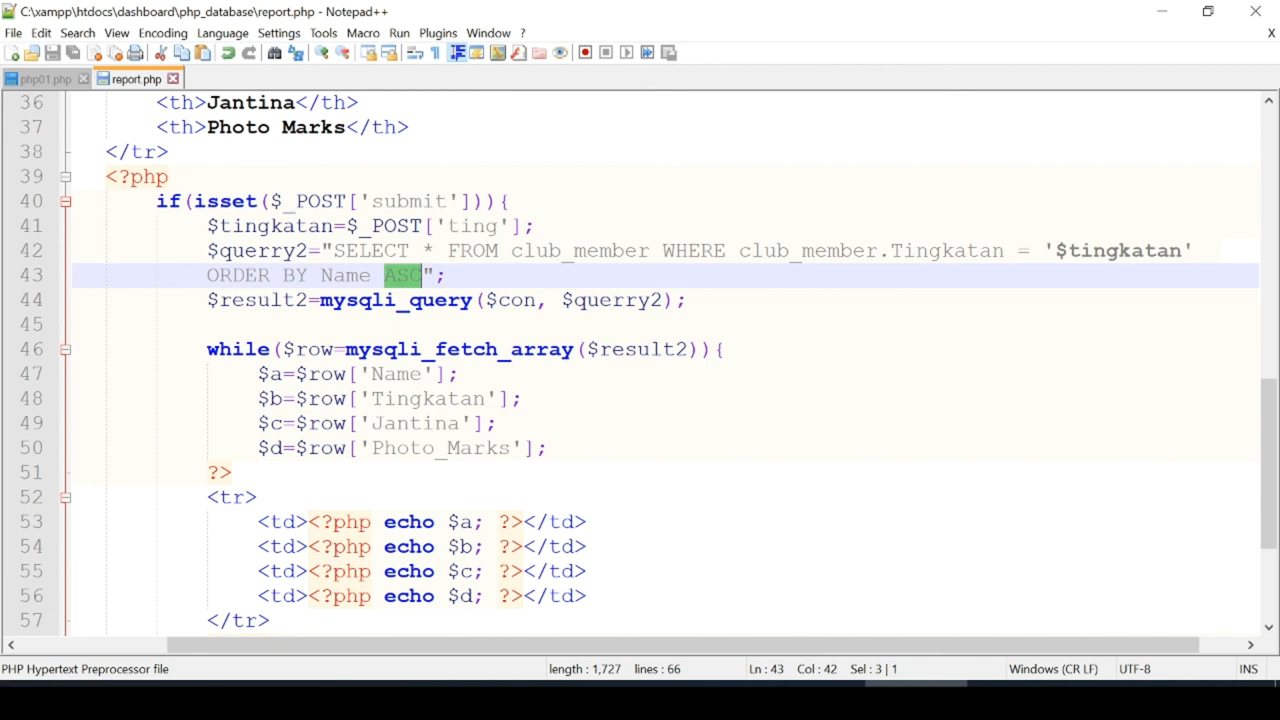 C:\xampp\htdocs\dashboard\php_database\report.php - Notepad++
File Edit Search View Encoding Language Settings Tools Macro Run Plugins Window ? X
php01.php report.php
36 <th>Jantina</th>
37 <th>Photo Marks</th>
38 </tr>
39 <?php
40 if(isset($_POST['submit'])){
41 $tingkatan=$_POST['ting'];
42 $querry2="SELECT * FROM club_member WHERE club_member.Tingkatan = '$tingkatan'
43 ORDER BY Name ASC";
44 $result2=mysqli_query($con, $querry2);
45
46 while($row=mysqli_fetch_array($result2)){
47 $a=$row['Name'];
48 $b=$row['Tingkatan'];
49 $c=$row['Jantina'];
50 $d=$row['Photo_Marks'];
51 ?>
52 <tr>
53 <td><?php echo $a; ?></td>
54 <td><?php echo $b; ?></td>
55 <td><?php echo $c; ?></td>
56 <td><?php echo $d; ?></td>
57 </tr>
PHP Hypertext Preprocessor file length : 1,727 lines : 66 Ln : 43 Col : 42 Sel : 3 | 1 Windows (CR LF) UTF-8 INS